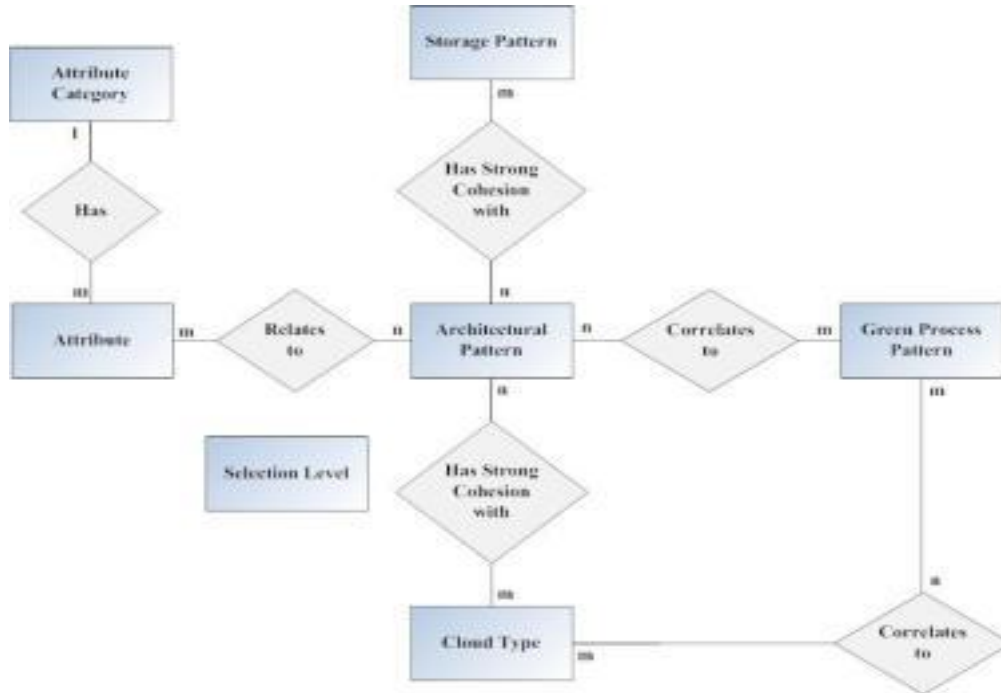 Storage Pattern
m
Attribute
Category
1
Has Strong
Cohesion
with
Has
m
n
Attribute
m
Relates
to
n
Architectural
Pattern
n
Correlates
to
m
Green Process
Pattern
n
m
Selection Level
Has Strong
Cohesion
with
m
n
Cloud Type
m
Correlates
to